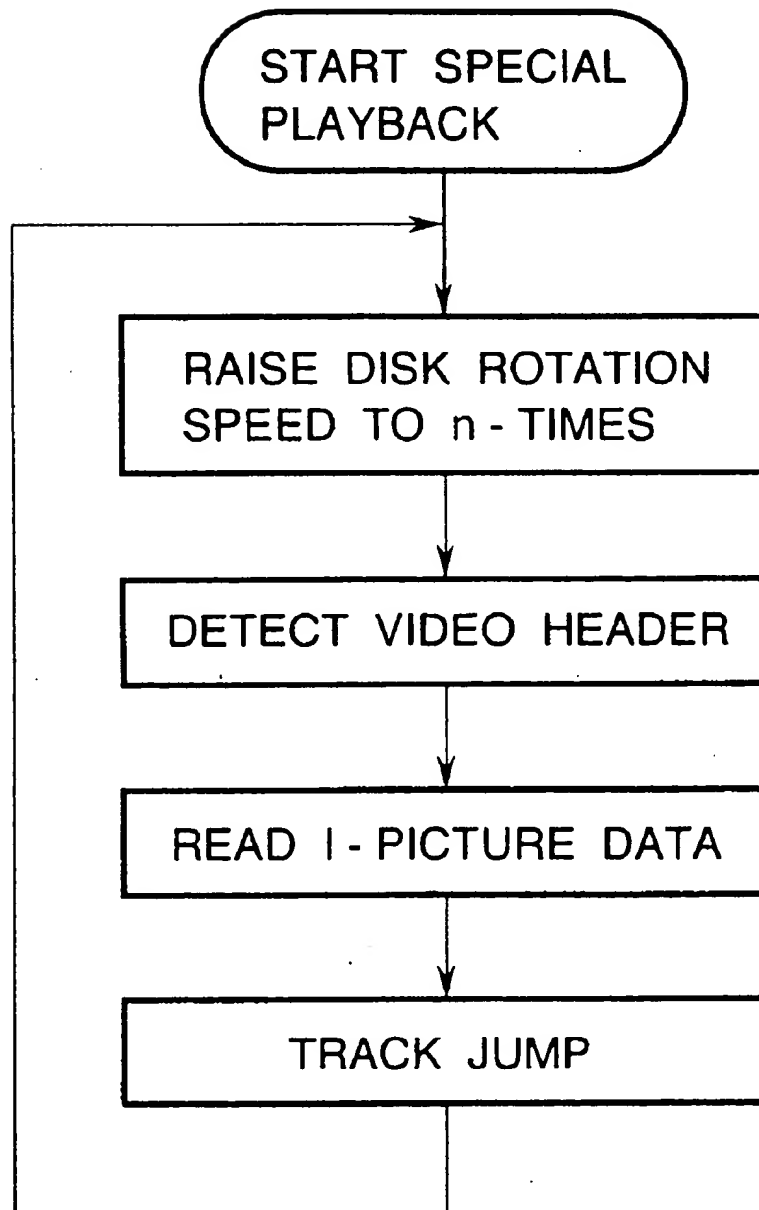 START SPECIAL
PLAYBACK
RAISE DISK ROTATION
SPEED TO n - TIMES
DETECT VIDEO HEADER
READ I - PICTURE DATA
TRACK JUMP